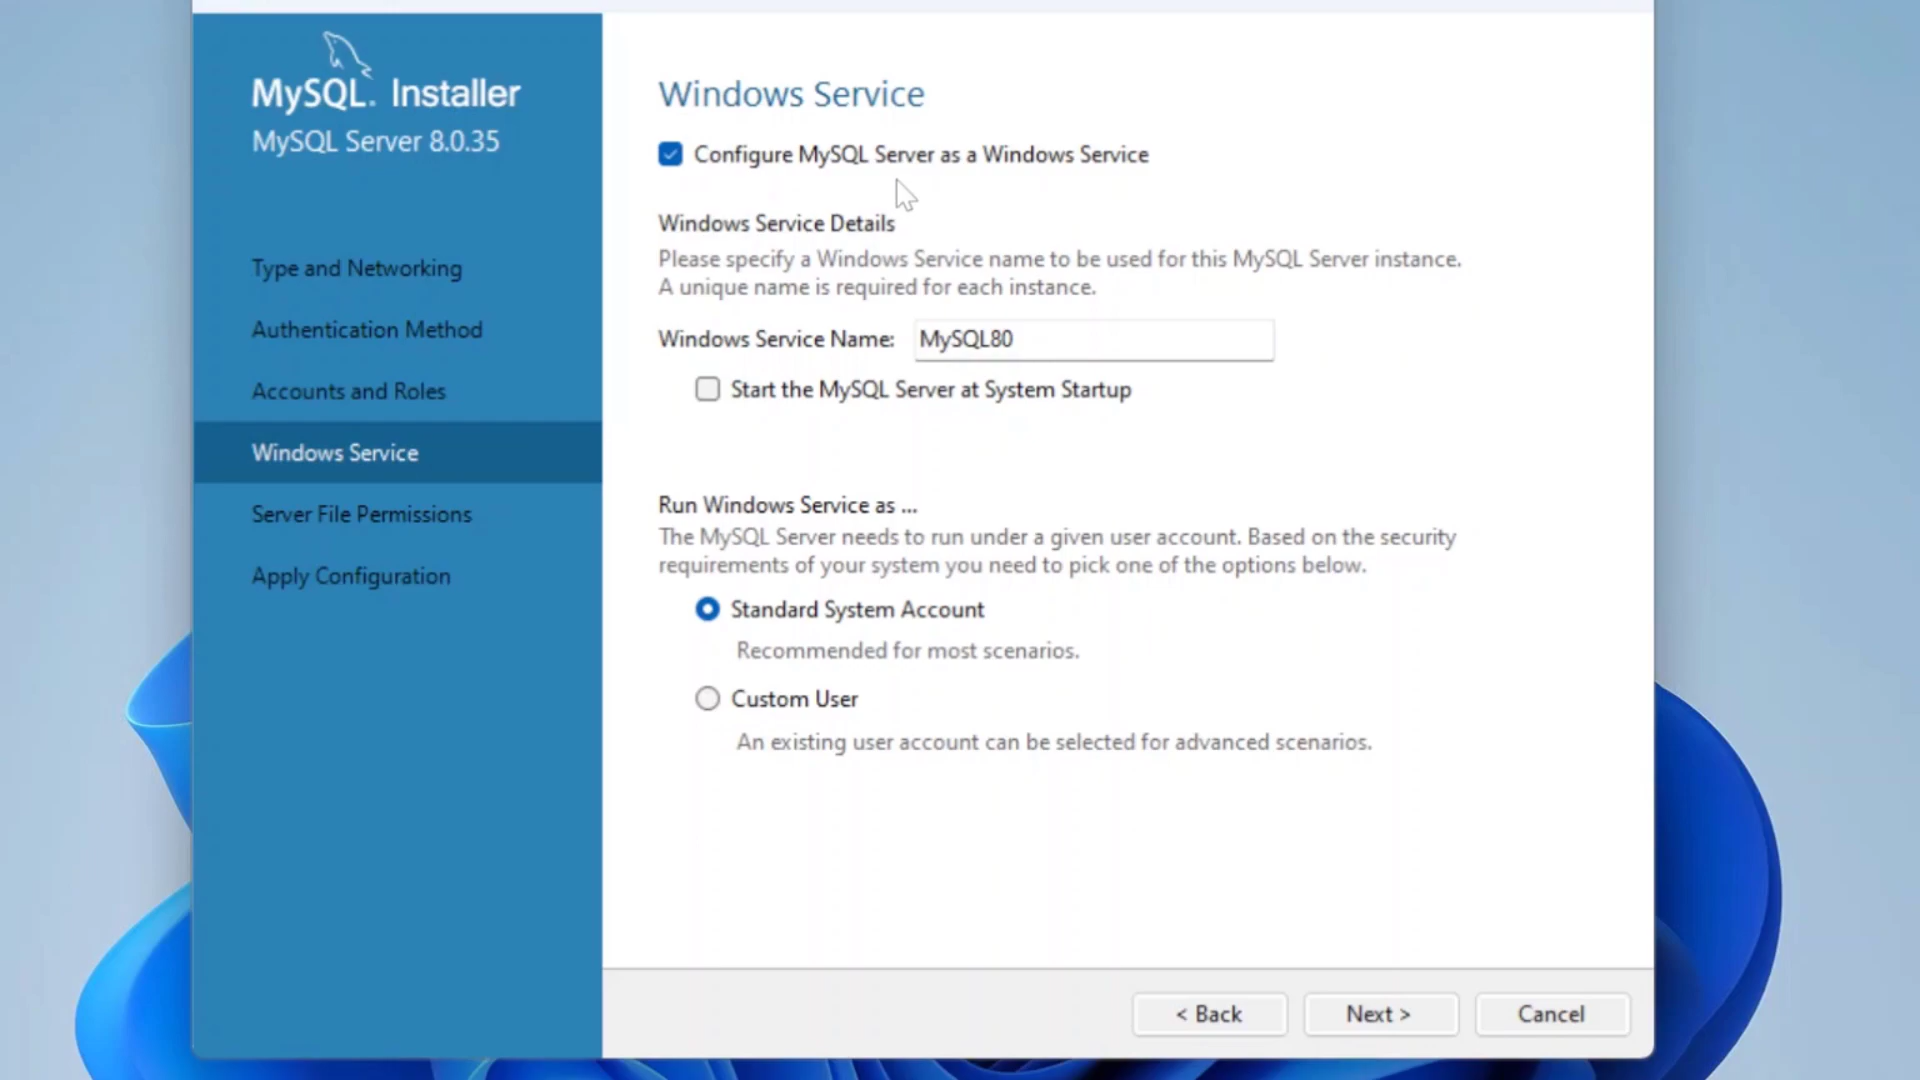 MySQL. Installer
MySQL Server 8.0.35
Type and Networking
Authentication Method
Accounts and Roles
Windows Service
Server File Permissions
Apply Configuration
Windows Service
Configure MySQL Server as a Windows Service
Windows Service Details
Please specify a Windows Service name to be used for this MySQL Server instance.
A unique name is required for each instance.
Windows Service Name: MySQL80
Start the MySQL Server at System Startup
Run Windows Service as ...
The MySQL Server needs to run under a given user account. Based on the security
requirements of your system you need to pick one of the options below.
Standard System Account
Recommended for most scenarios.
Custom User
An existing user account can be selected for advanced scenarios.
< Back Next > Cancel